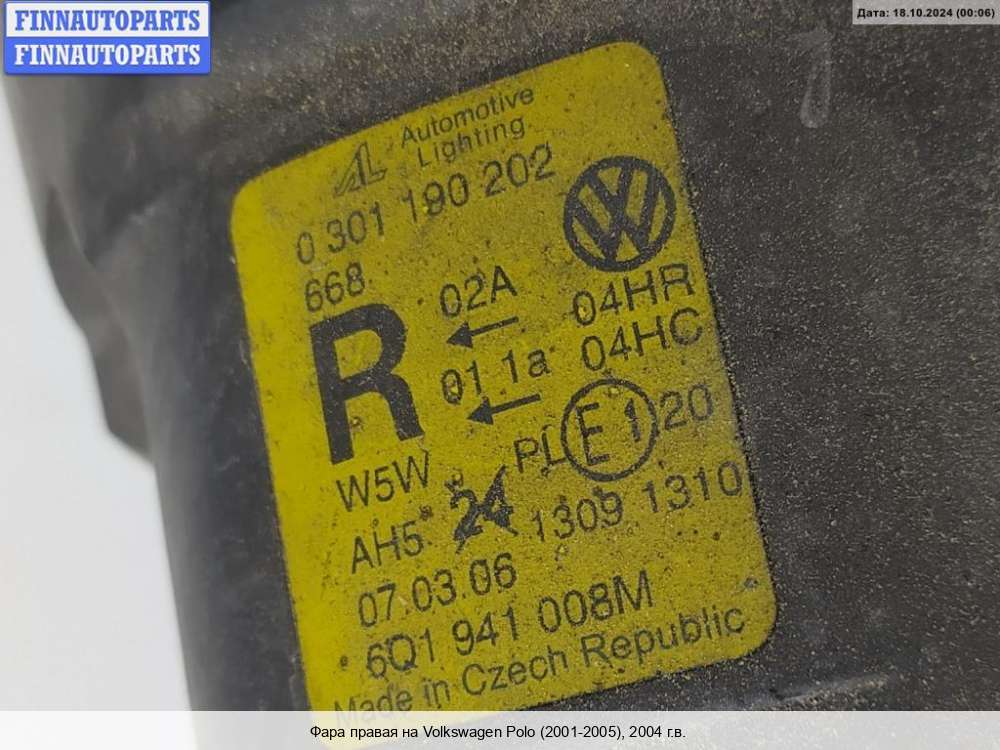 FINNAUTOPARTS
FINNAUTOPARTS
Дата: 18.10.2024 (00:06)
AL Automotive
Lighting
0 301 190 202
668
R
02A 04HR
01 1a 04HC
W5W PL E 1 20
AH5 24 1309 1310
07.03.06
6Q1 941 008M
Made in Czech Republic
Фара правая на Volkswagen Polo (2001-2005), 2004 г.в.